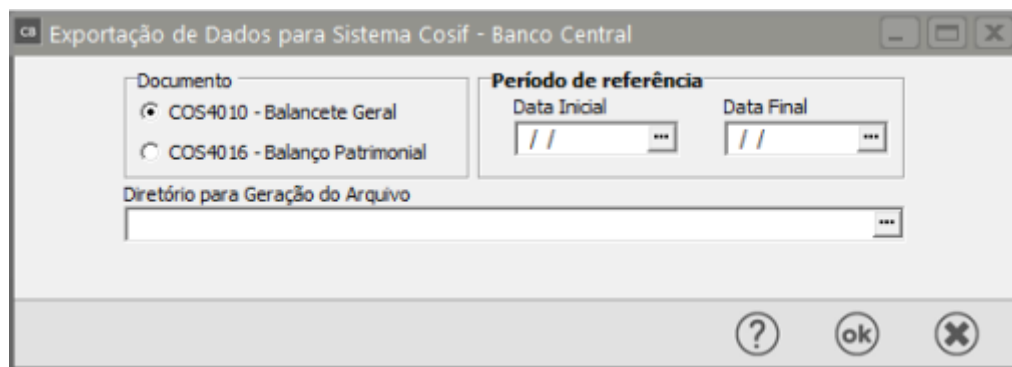 CB Exportação de Dados para Sistema Cosif - Banco Central
Documento
COS4010 - Balancete Geral
COS4016 - Balanço Patrimonial
Período de referência
Data Inicial Data Final
/ / ... / / ...
Diretório para Geração do Arquivo
...
? ok